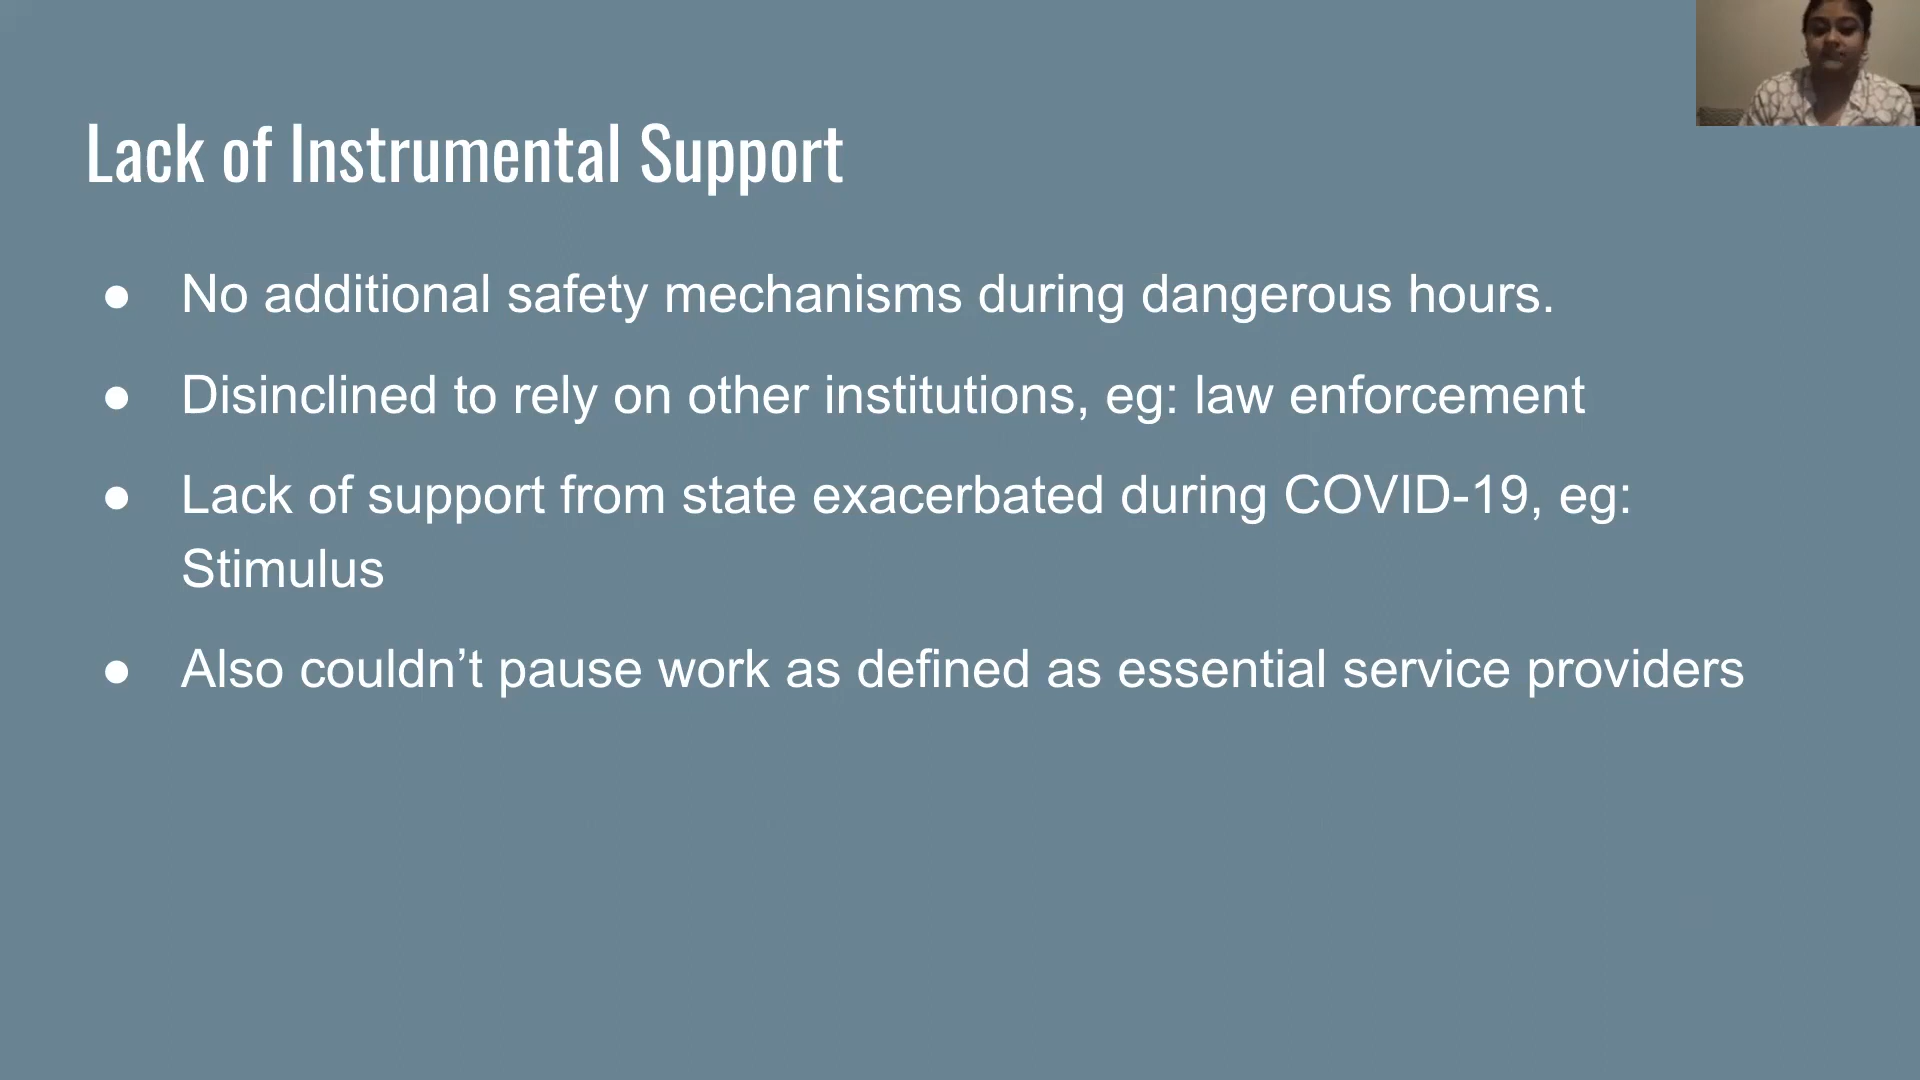 Lack of Instrumental Support
● No additional safety mechanisms during dangerous hours.
● Disinclined to rely on other institutions, eg: law enforcement
● Lack of support from state exacerbated during COVID-19, eg:
Stimulus
● Also couldn’t pause work as defined as essential service providers